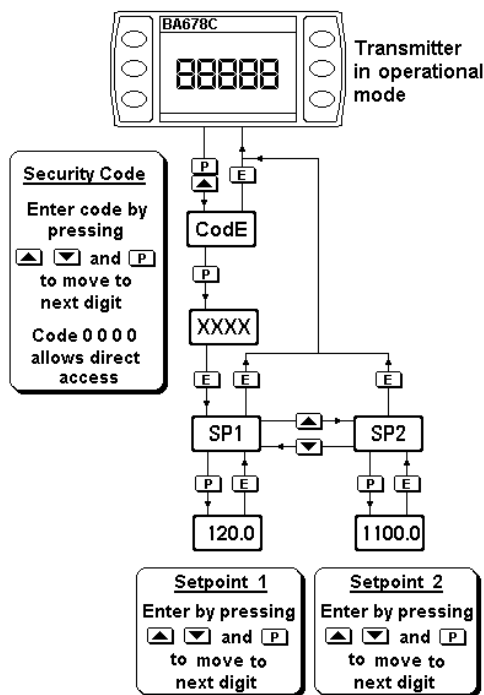 BA678C
88888
Transmitter
in operational
mode
P
E
Security Code
Enter code by
pressing
and P
to move to
next digit
Code 0 0 0 0
allows direct
access
CodE
P
XXXX
E E E
SP1 SP2
P E P E
120.0 1100.0
Setpoint 1
Enter by pressing
and P
to move to
next digit
Setpoint 2
Enter by pressing
and P
to move to
next digit